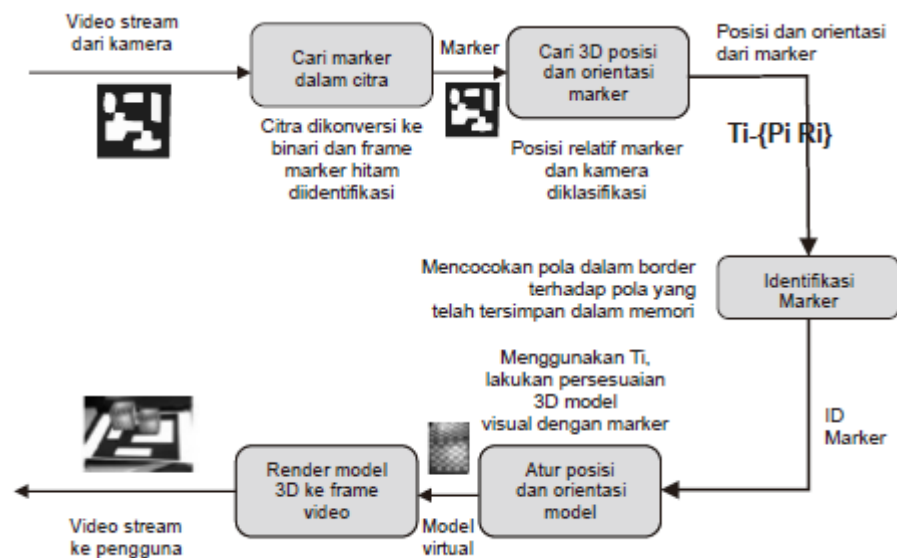 Video stream
dari kamera
Cari marker
dalam citra
Marker
Cari 3D posisi
dan orientasi
marker
Posisi dan orientasi
dari marker
Citra dikonversi ke
binari dan frame
marker hitam
diidentifikasi
Posisi relatif marker
dan kamera
diklasifikasi
Ti-{Pi Ri}
Mencocokan pola dalam border
terhadap pola yang
telah tersimpan dalam memori
Identifikasi
Marker
Menggunakan Ti,
lakukan persesuaian
3D model
visual dengan marker
ID
Marker
Atur posisi
dan orientasi
model
Model
virtual
Render model
3D ke frame
video
Video stream
ke pengguna